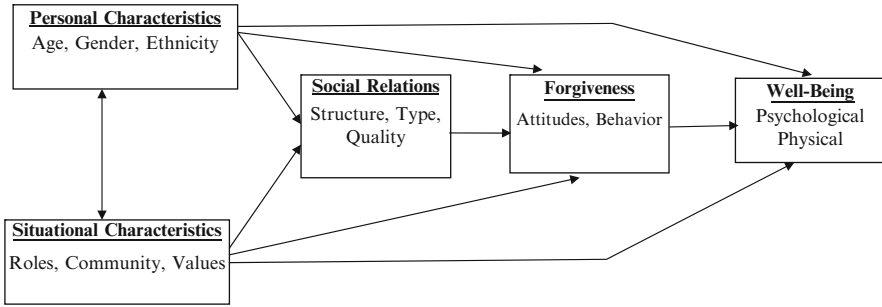 Personal Characteristics
Age, Gender, Ethnicity
Social Relations
Structure, Type,
Quality
Forgiveness
Attitudes, Behavior
Well-Being
Psychological
Physical
Situational Characteristics
Roles, Community, Values